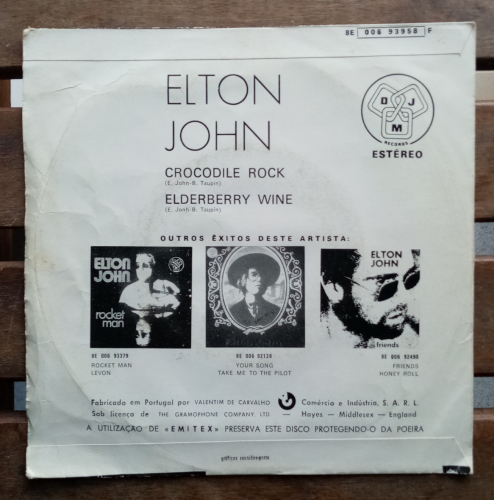 8E 006 93958 F
ELTON
JOHN
CROCODILE ROCK
(E. John-B. Taupin)
ELDERBERRY WINE
(E. John-B. Taupin)
D J M
RECORDS
ESTÉREO
OUTROS ÊXITOS DESTE ARTISTA:
ELTON
JOHN
rocket
man
ELTON
JOHN
friends
8E 006 93379
ROCKET MAN
LEVON
8E 006 92128
YOUR SONG
TAKE ME TO THE PILOT
8E 006 92490
FRIENDS
HONEY ROLL
Fabricado em Portugal por VALENTIM DE CARVALHO Comércio e Indústria, S. A. R. L.
Sob licença de THE GRAMOPHONE COMPANY, LTD — Hayes — Middlesex — England
A UTILIZAÇÃO DE «EMITEX» PRESERVA ESTE DISCO PROTEGENDO-O DA POEIRA